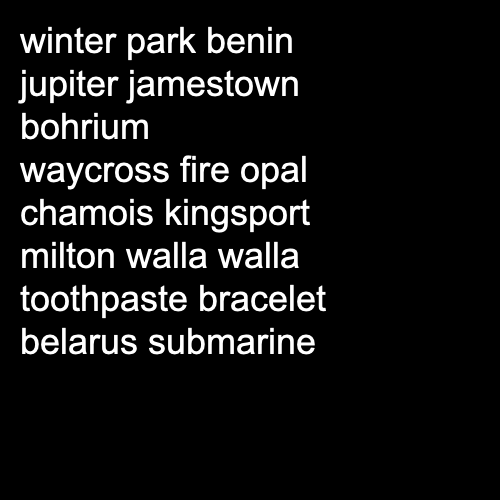 winter park benin
jupiter jamestown
bohrium
waycross fire opal
chamois kingsport
milton walla walla
toothpaste bracelet
belarus submarine